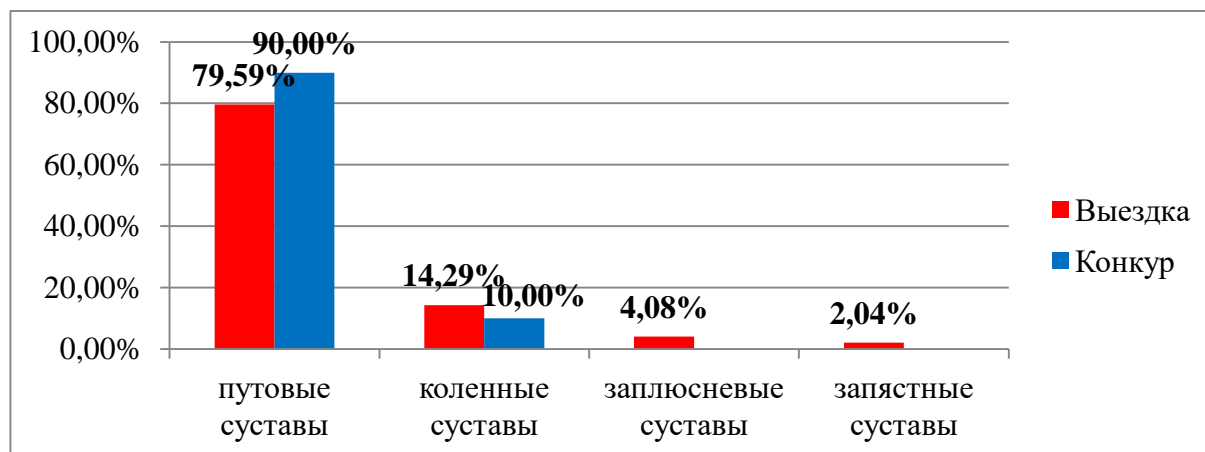 100,00%
80,00%
60,00%
40,00%
20,00%
0,00%
79,59%
90,00%
14,29%
10,00%
4,08%
2,04%
путовые
суставы
коленные
суставы
заплюсневые
суставы
запястные
суставы
Выездка
Конкур